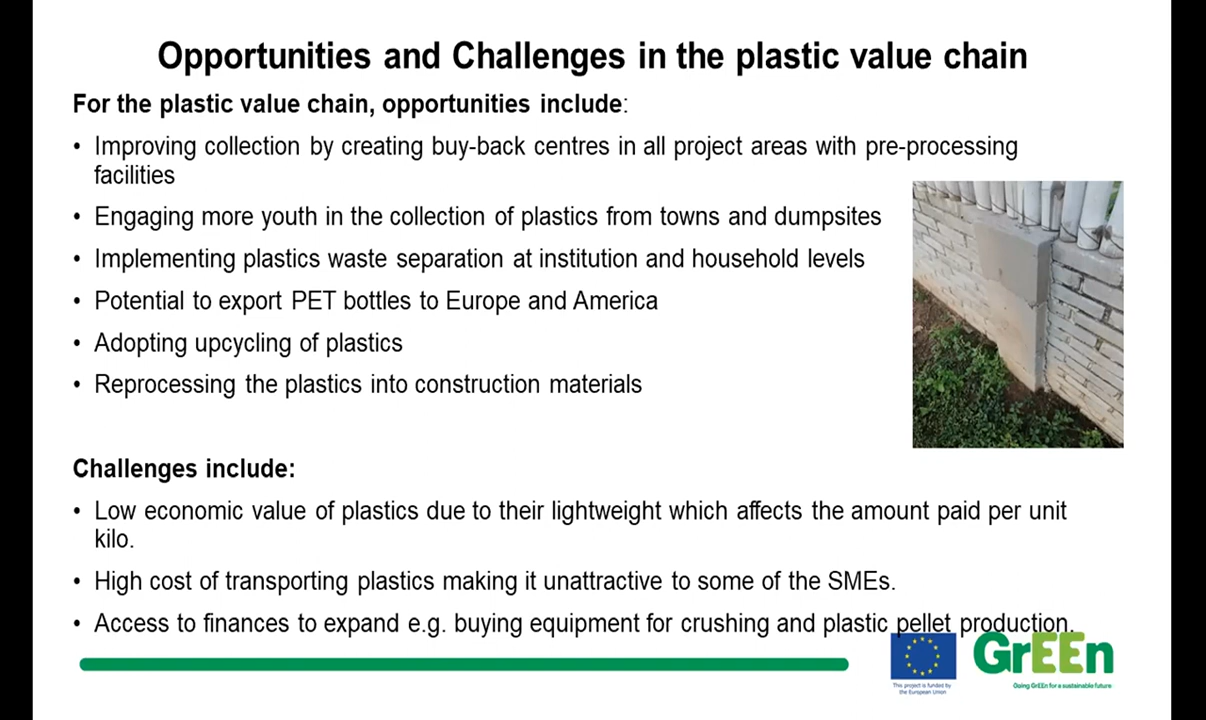 Opportunities and Challenges in the plastic value chain
For the plastic value chain, opportunities include:
• Improving collection by creating buy-back centres in all project areas with pre-processing
facilities
• Engaging more youth in the collection of plastics from towns and dumpsites
• Implementing plastics waste separation at institution and household levels
• Potential to export PET bottles to Europe and America
• Adopting upcycling of plastics
• Reprocessing the plastics into construction materials
Challenges include:
• Low economic value of plastics due to their lightweight which affects the amount paid per unit
kilo.
• High cost of transporting plastics making it unattractive to some of the SMEs.
• Access to finances to expand e.g. buying equipment for crushing and plastic pellet production.
This project is funded by
the European Union
GrEEn
Going GrEEn for a sustainable future